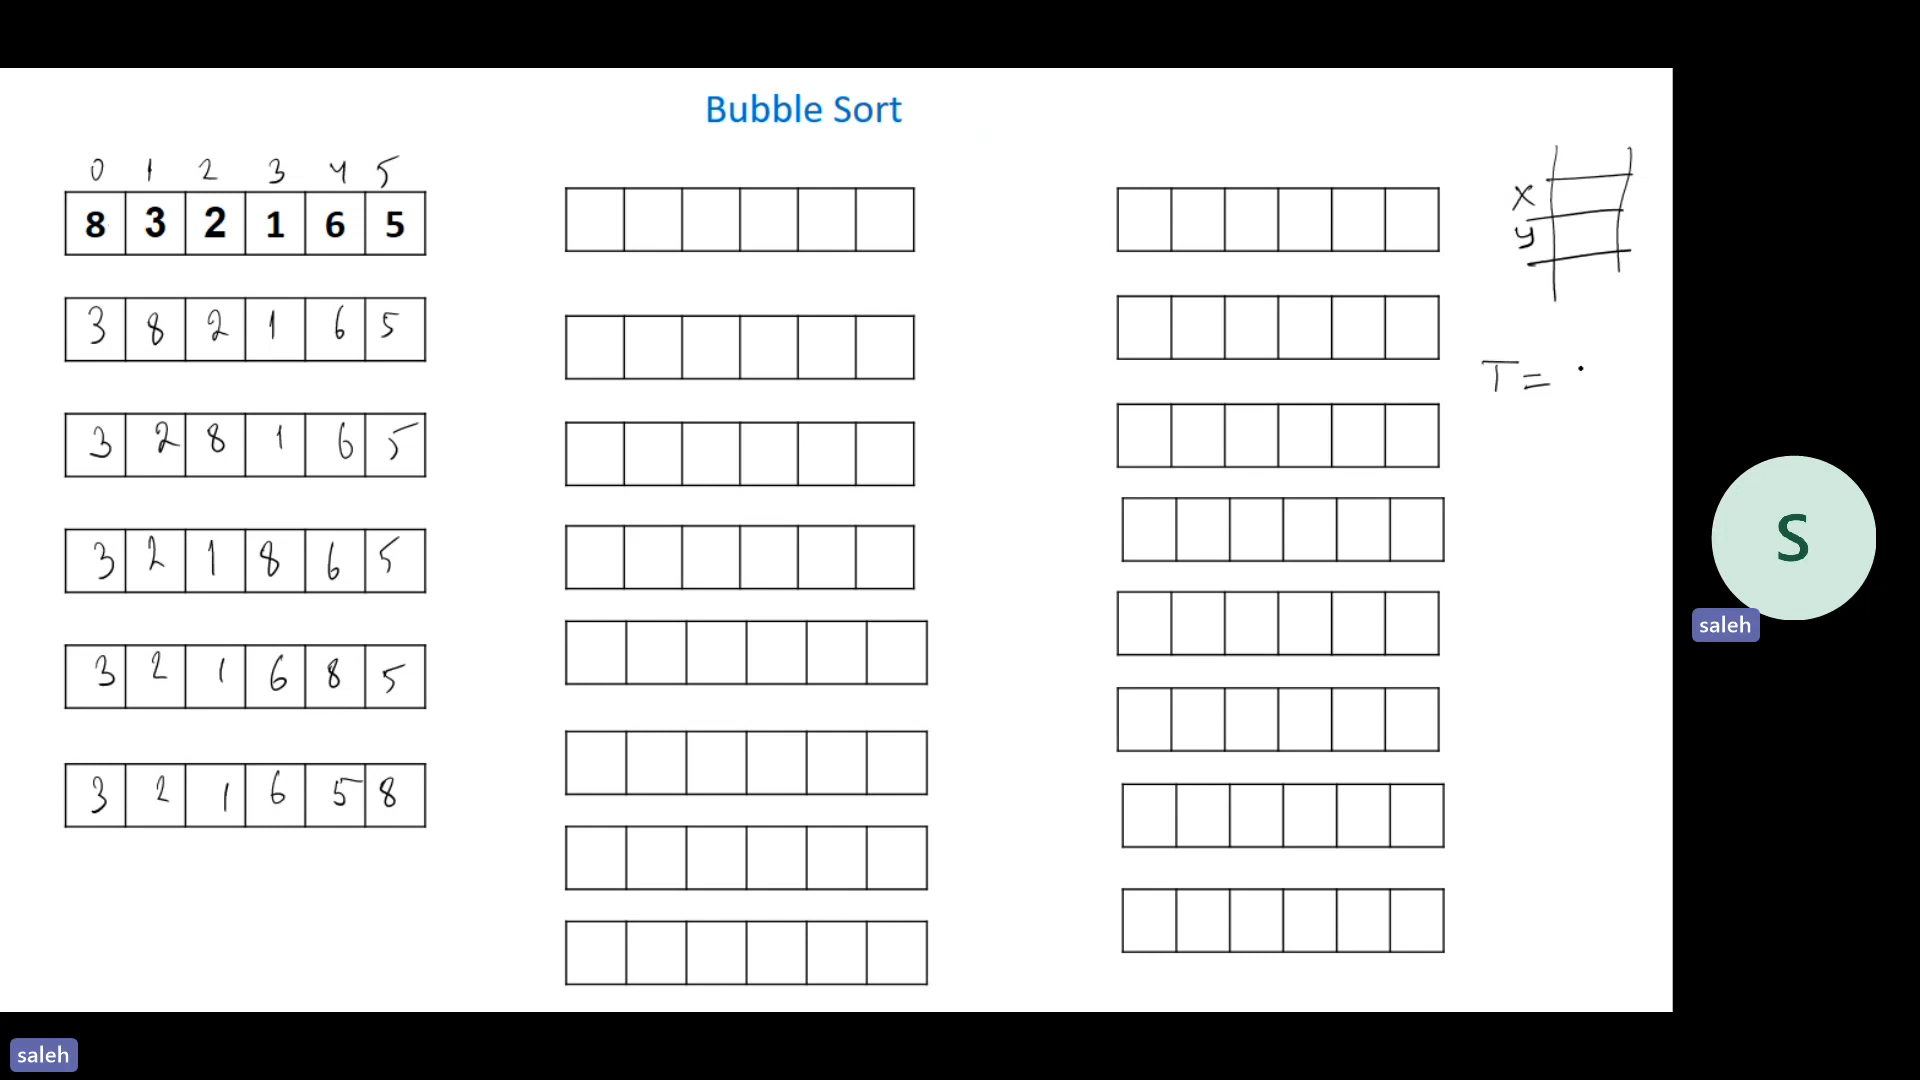 Bubble Sort
0 1 2 3 4 5
8 3 2 1 6 5
3 8 2 1 6 5
3 2 8 1 6 5
3 2 1 8 6 5
3 2 1 6 8 5
3 2 1 6 5 8
X
y
T =
S
saleh
saleh